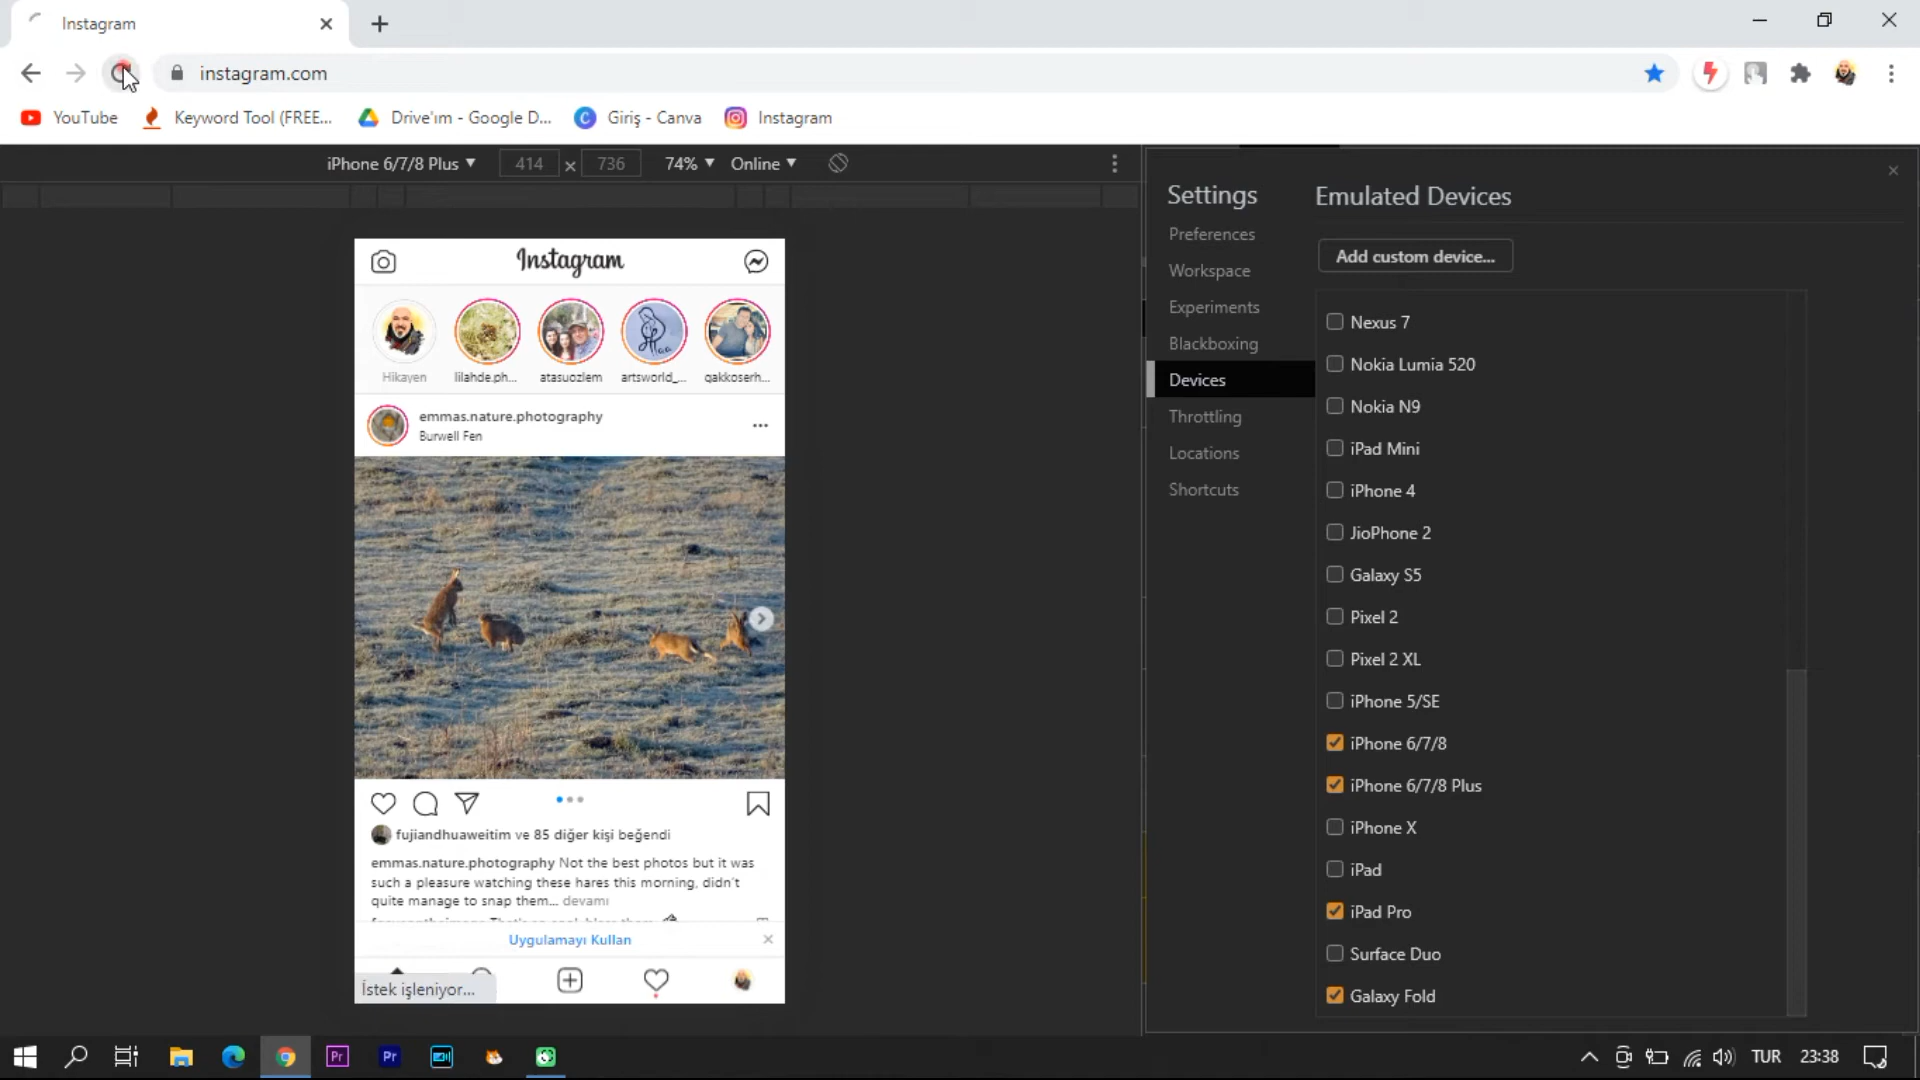 Instagram
instagram.com
YouTube
Keyword Tool (FREE...
Drive'ım - Google D...
Giriş - Canva
Instagram
iPhone 6/7/8 Plus
414 × 736
74%
Online
Instagram
Hikayen
lilahde.ph...
atasuozlem
artsworld_...
qakkoserh...
emmas.nature.photography
Burwell Fen
fujiandhuaweitim ve 85 diğer kişi beğendi
emmas.nature.photography Not the best photos but it was
such a pleasure watching these hares this morning, didn't
quite manage to snap them... devamı
Uygulamayı Kullan
İstek işleniyor...
Settings
Preferences
Workspace
Experiments
Blackboxing
Devices
Throttling
Locations
Shortcuts
Emulated Devices
Add custom device...
Nexus 7
Nokia Lumia 520
Nokia N9
iPad Mini
iPhone 4
JioPhone 2
Galaxy S5
Pixel 2
Pixel 2 XL
iPhone 5/SE
iPhone 6/7/8
iPhone 6/7/8 Plus
iPhone X
iPad
iPad Pro
Surface Duo
Galaxy Fold
Pr
Pr
TUR
23:38